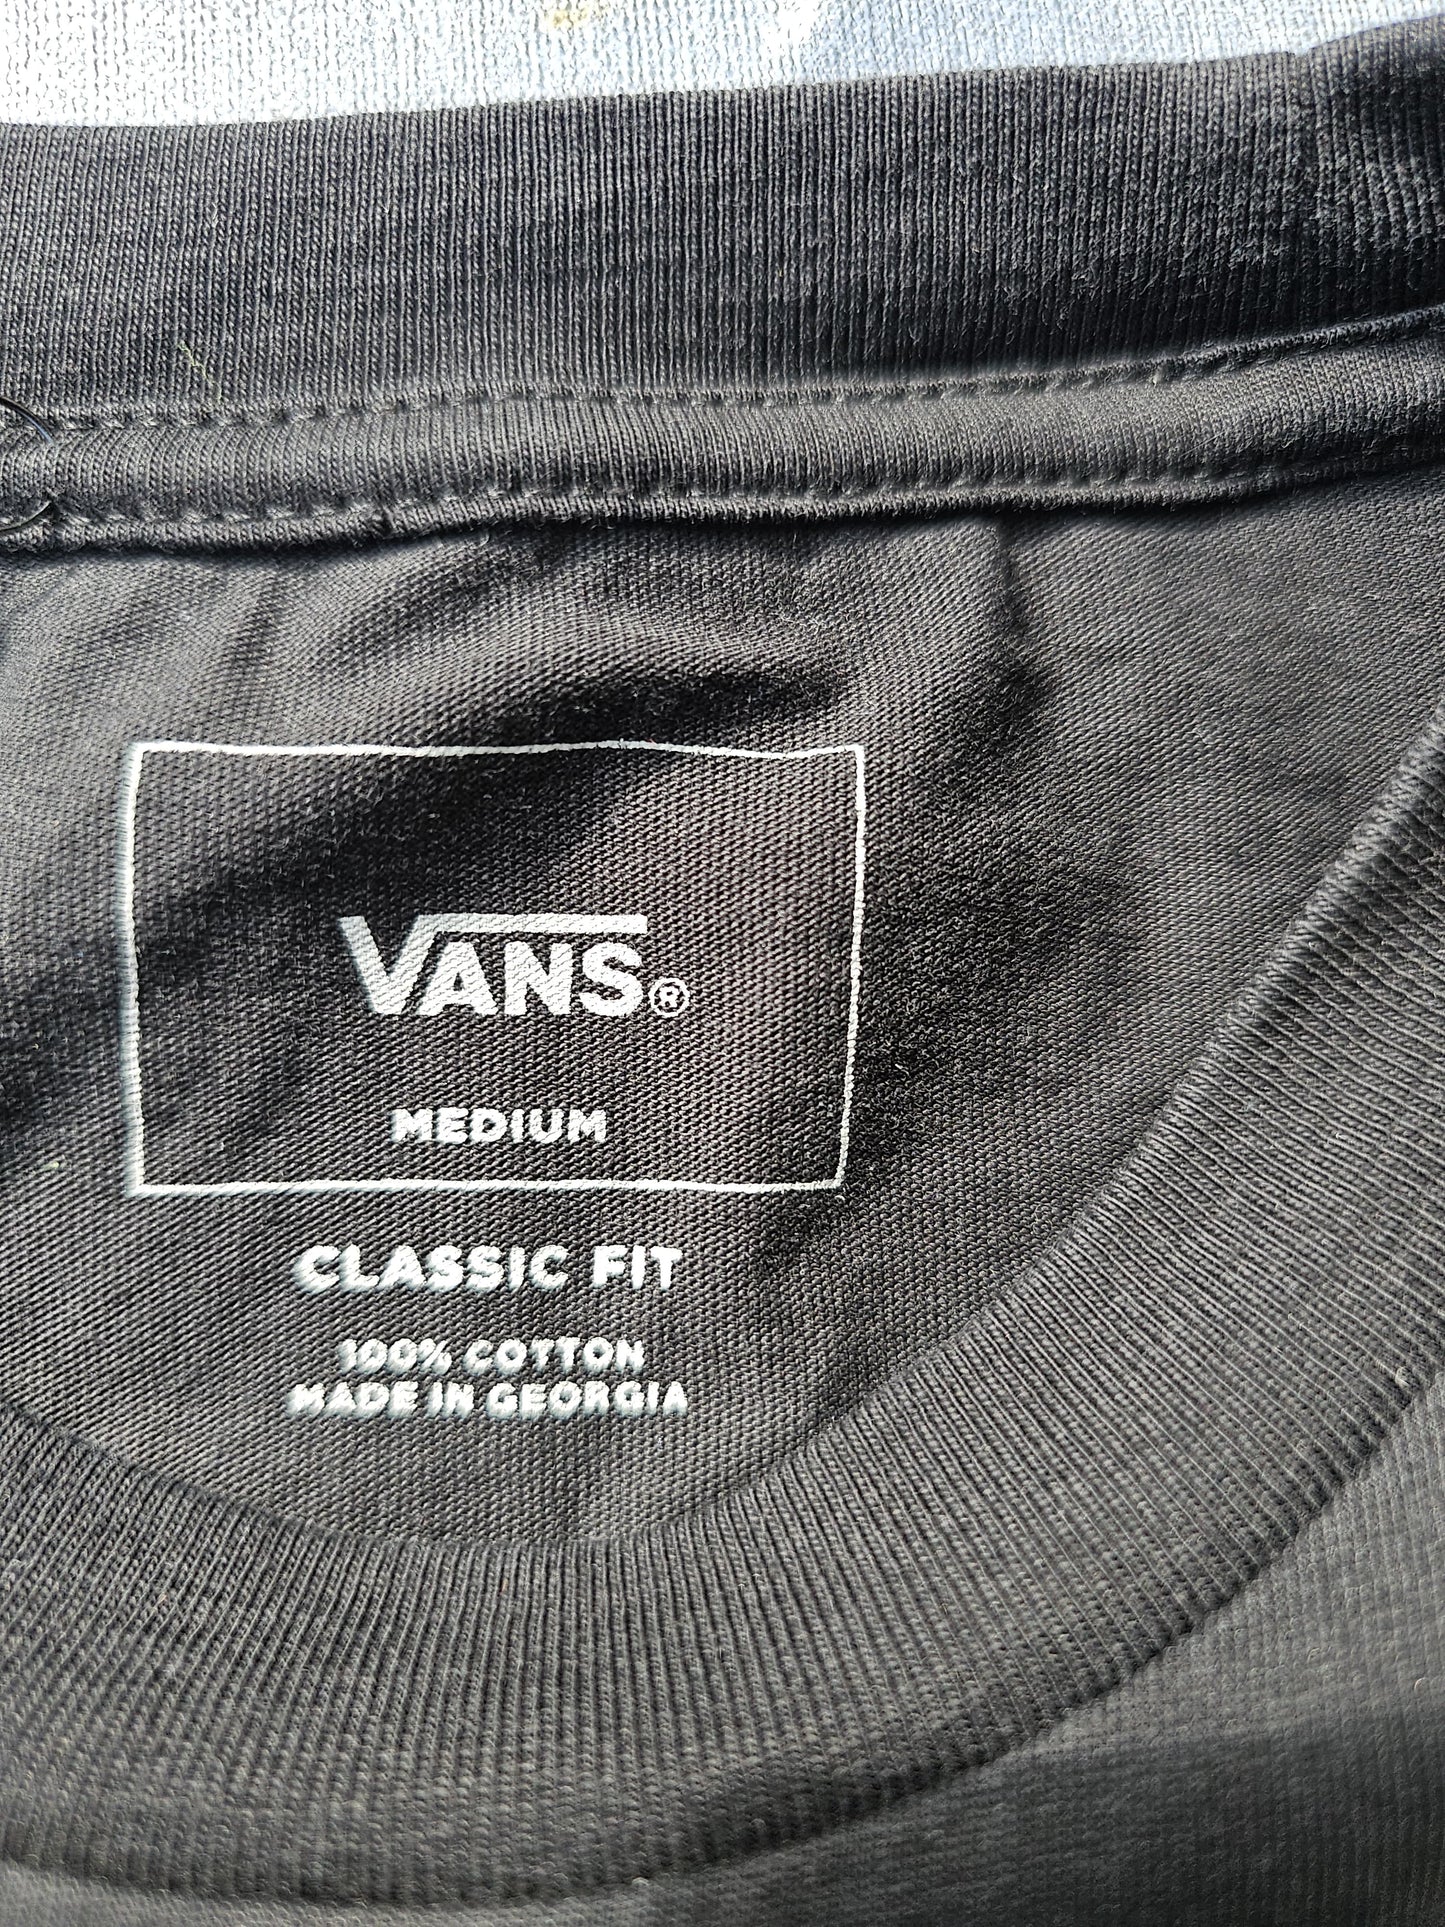 VANS®
MEDIUM
CLASSIC FIT
100% COTTON
MADE IN GEORGIA